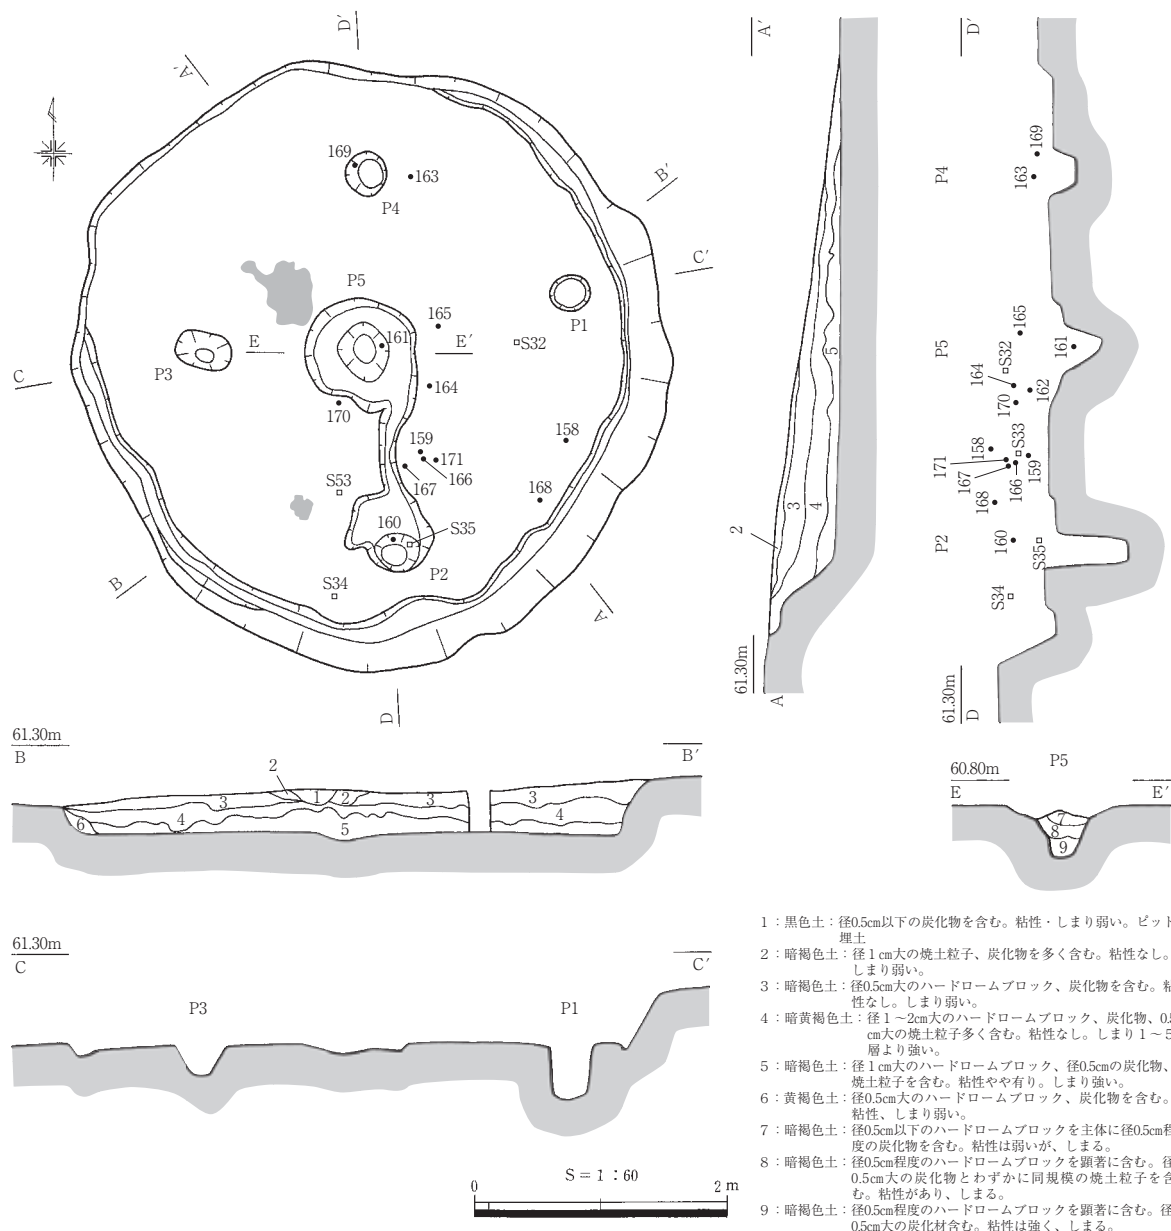 D′
A′
B′
C′
169
163
P4
P5
165
161
E
E′
S32
P1
P3
C
164
170
158
159
171
166
167
168
S53
160
S35
P2
S34
B
A
D
A′
5
4
3
2
61.30m
A
D′
P4
169
163
P5
165
S32
161
164
162
170
158
S33
171
159
167
166
168
P2
160
S35
S34
61.30m
D
61.30m
B
B′
2
1
2
3
3
3
4
4
5
6
60.80m
P5
E
E′
7
8
9
61.30m
C
C′
P3
P1
S=1:60
0
2 m
1:黒色土:径0.5cm以下の炭化物を含む。粘性・しまり弱い。ピット
埋土
2:暗褐色土:径1cm大の焼土粒子、炭化物を多く含む。粘性なし。
しまり弱い。
3:暗褐色土:径0.5cm大のハードロームブロック、炭化物を含む。粘
性なし。しまり弱い。
4:暗黄褐色土:径1～2cm大のハードロームブロック、炭化物、0.5
cm大の焼土粒子多く含む。粘性なし。しまり1～5
層より強い。
5:暗褐色土:径1cm大のハードロームブロック、径0.5cmの炭化物、
焼土粒子を含む。粘性やや有り。しまり強い。
6:黄褐色土:径0.5cm大のハードロームブロック、炭化物を含む。
粘性、しまり弱い。
7:暗褐色土:径0.5cm以下のハードロームブロックを主体に径0.5cm程
度の炭化物を含む。粘性は弱いが、しまる。
8:暗褐色土:径0.5cm程度のハードロームブロックを顕著に含む。径
0.5cm大の炭化物とわずかに同規模の焼土粒子を含
む。粘性があり、しまる。
9:暗褐色土:径0.5cm程度のハードロームブロックを顕著に含む。径
0.5cm大の炭化材含む。粘性は強く、しまる。